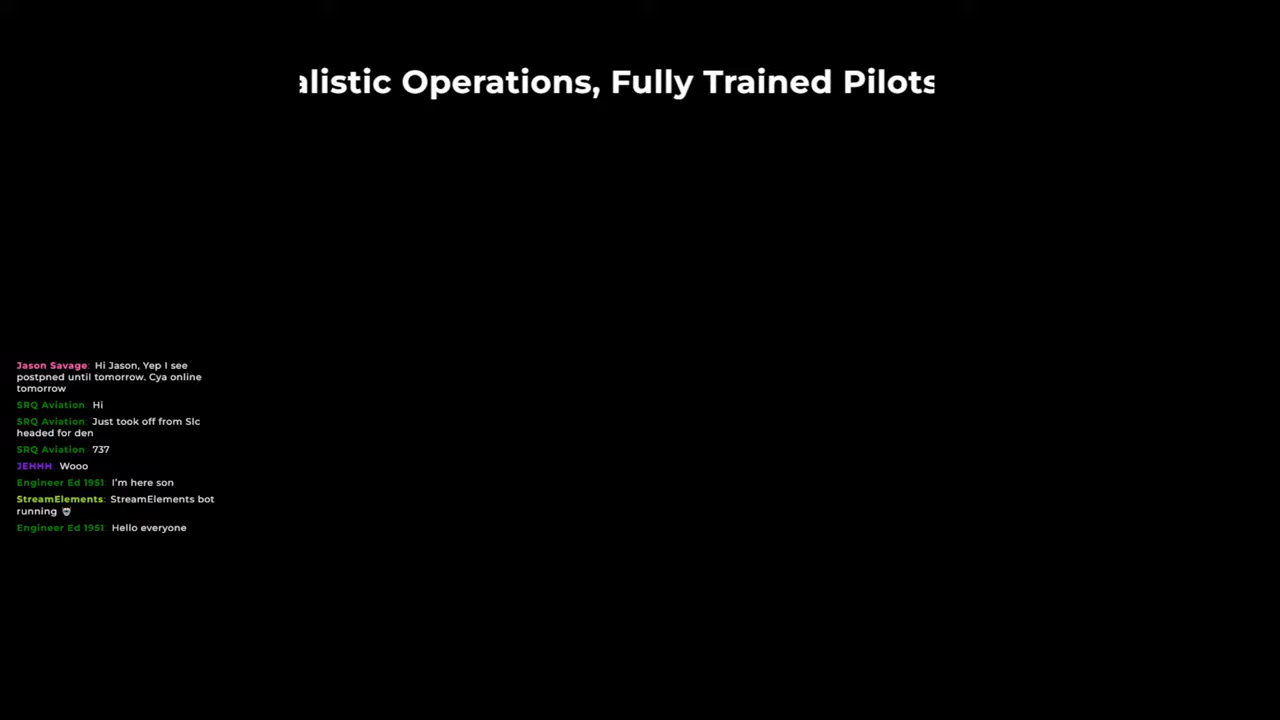 alistic Operations, Fully Trained Pilots
Jason Savage: Hi Jason, Yep I see
postpned until tomorrow. Cya online
tomorrow
SRQ Aviation: Hi
SRQ Aviation: Just took off from Slc
headed for den
SRQ Aviation: 737
JEHHH: Wooo
Engineer Ed 1951: I'm here son
StreamElements: StreamElements bot
running
Engineer Ed 1951: Hello everyone